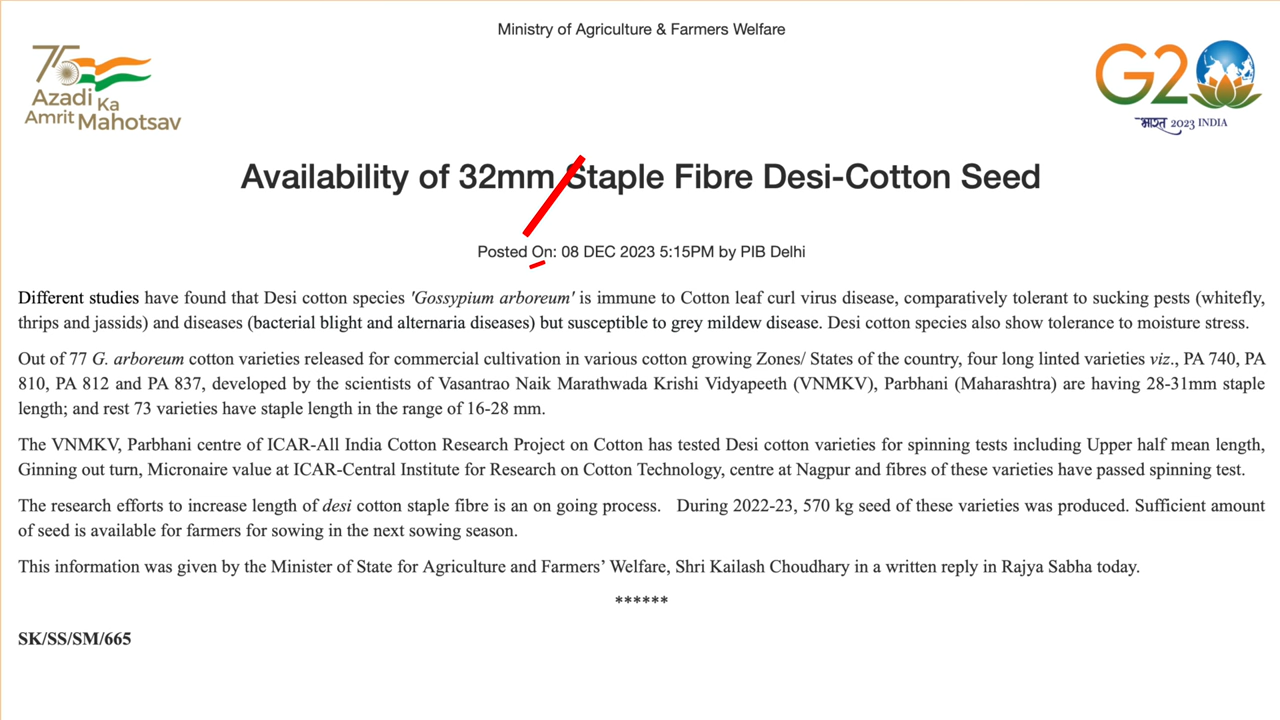 Ministry of Agriculture & Farmers Welfare
75
Azadi Ka
Amrit Mahotsav
G20
भारत 2023 INDIA
Availability of 32mm Staple Fibre Desi-Cotton Seed
Posted On: 08 DEC 2023 5:15PM by PIB Delhi
Different studies have found that Desi cotton species 'Gossypium arboreum' is immune to Cotton leaf curl virus disease, comparatively tolerant to sucking pests (whitefly,
thrips and jassids) and diseases (bacterial blight and alternaria diseases) but susceptible to grey mildew disease. Desi cotton species also show tolerance to moisture stress.
Out of 77 G. arboreum cotton varieties released for commercial cultivation in various cotton growing Zones/ States of the country, four long linted varieties viz., PA 740, PA
810, PA 812 and PA 837, developed by the scientists of Vasantrao Naik Marathwada Krishi Vidyapeeth (VNMKV), Parbhani (Maharashtra) are having 28-31mm staple
length; and rest 73 varieties have staple length in the range of 16-28 mm.
The VNMKV, Parbhani centre of ICAR-All India Cotton Research Project on Cotton has tested Desi cotton varieties for spinning tests including Upper half mean length,
Ginning out turn, Micronaire value at ICAR-Central Institute for Research on Cotton Technology, centre at Nagpur and fibres of these varieties have passed spinning test.
The research efforts to increase length of desi cotton staple fibre is an on going process. During 2022-23, 570 kg seed of these varieties was produced. Sufficient amount
of seed is available for farmers for sowing in the next sowing season.
This information was given by the Minister of State for Agriculture and Farmers' Welfare, Shri Kailash Choudhary in a written reply in Rajya Sabha today.
******
SK/SS/SM/665